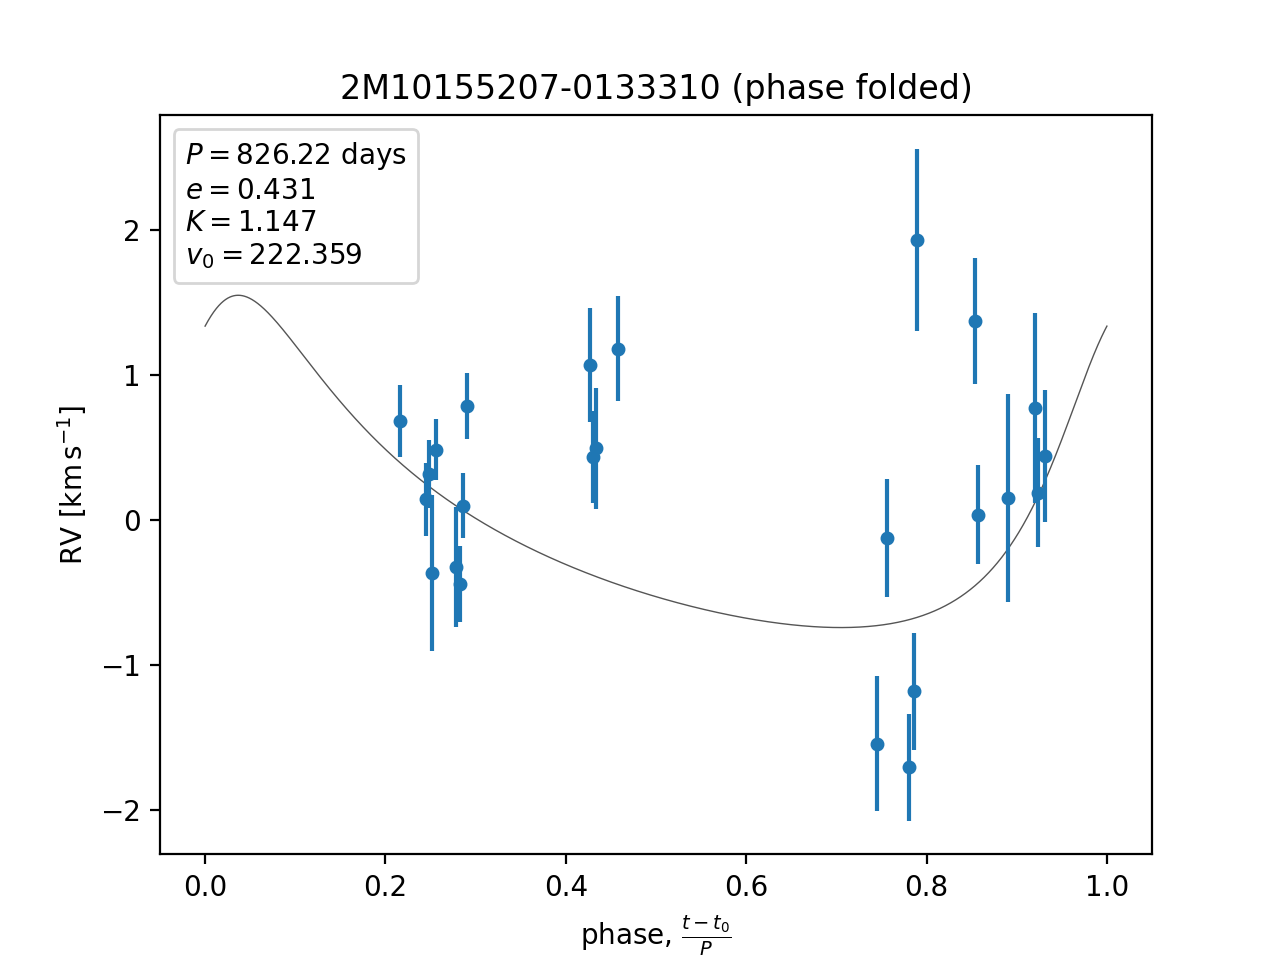 2M10155207-0133310 (phase folded)
P = 826.22 days
e = 0.431
K = 1.147
v₀ = 222.359
RV [km s⁻¹]
2
1
0
−1
−2
0.0 0.2 0.4 0.6 0.8 1.0
phase, (t − t₀)/P